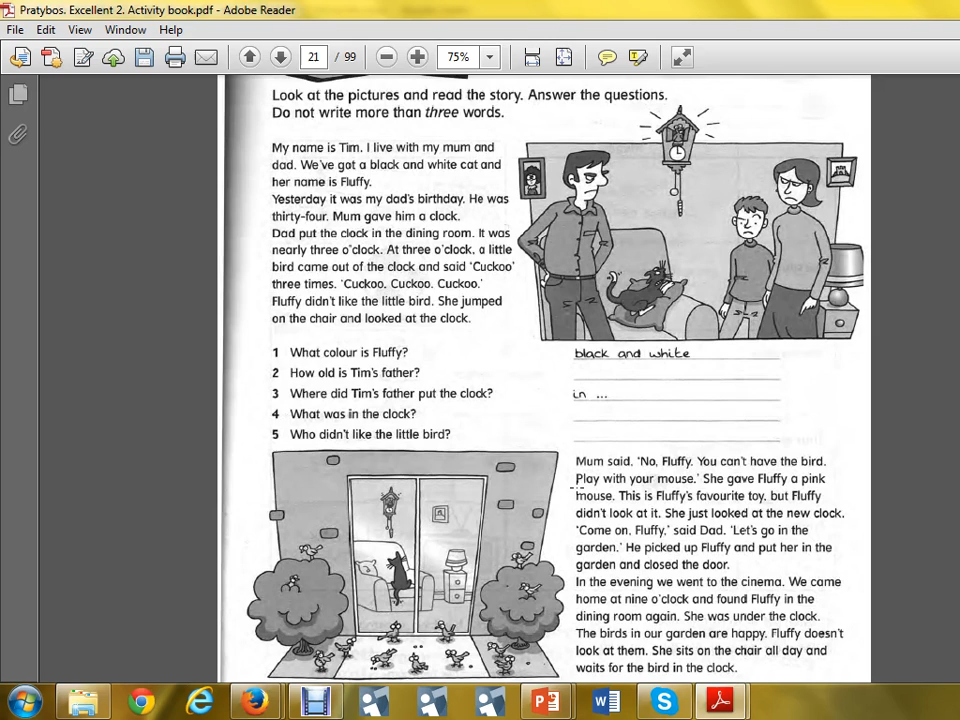 Pratybos. Excellent 2. Activity book.pdf - Adobe Reader
File Edit View Window Help
21 / 99 75%
Look at the pictures and read the story. Answer the questions.
Do not write more than three words.
My name is Tim. I live with my mum and
dad. We've got a black and white cat and
her name is Fluffy.
Yesterday it was my dad's birthday. He was
thirty-four. Mum gave him a clock.
Dad put the clock in the dining room. It was
nearly three o'clock. At three o'clock, a little
bird came out of the clock and said 'Cuckoo'
three times. 'Cuckoo. Cuckoo. Cuckoo.'
Fluffy didn't like the little bird. She jumped
on the chair and looked at the clock.
1 What colour is Fluffy? black and white
2 How old is Tim's father?
3 Where did Tim's father put the clock? in ...
4 What was in the clock?
5 Who didn't like the little bird?
Mum said, 'No, Fluffy. You can't have the bird.
Play with your mouse.' She gave Fluffy a pink
mouse. This is Fluffy's favourite toy, but Fluffy
didn't look at it. She just looked at the new clock.
'Come on, Fluffy,' said Dad. 'Let's go in the
garden.' He picked up Fluffy and put her in the
garden and closed the door.
In the evening we went to the cinema. We came
home at nine o'clock and found Fluffy in the
dining room again. She was under the clock.
The birds in our garden are happy. Fluffy doesn't
look at them. She sits on the chair all day and
waits for the bird in the clock.